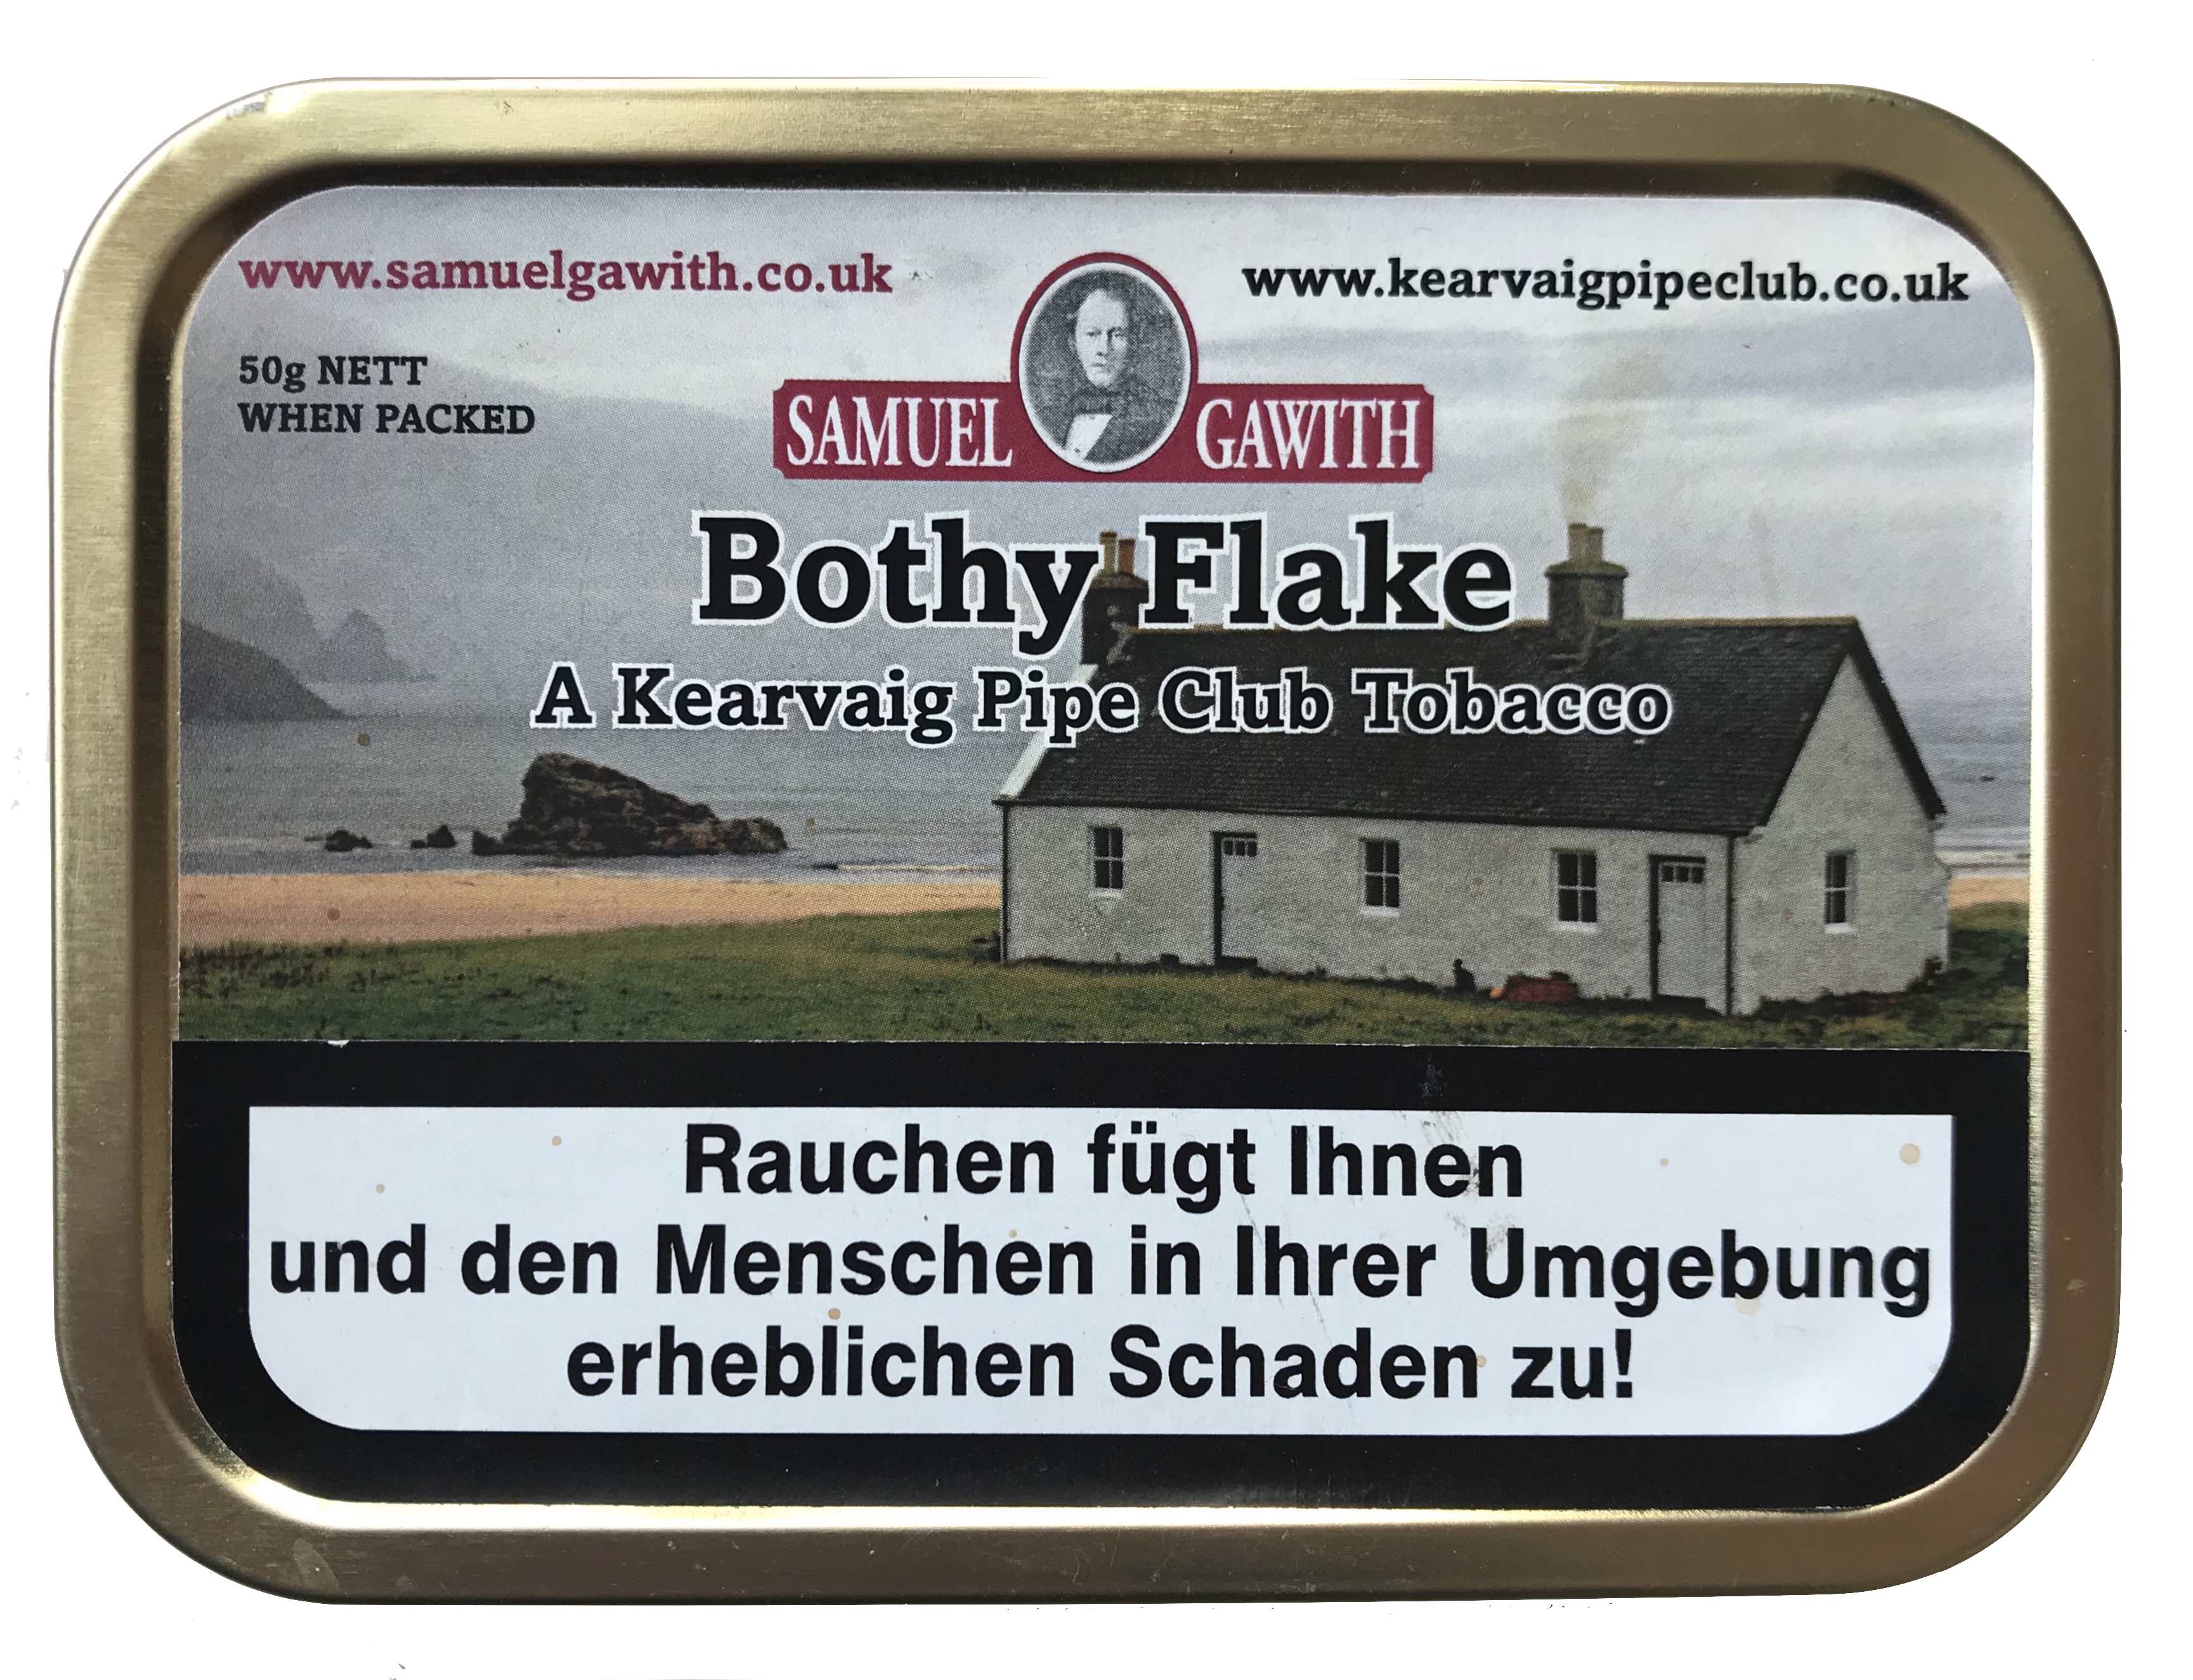 www.samuelgawith.co.uk
www.kearvaigpipeclub.co.uk
50g NETT
WHEN PACKED
SAMUEL GAWITH
Bothy Flake
A Kearvaig Pipe Club Tobacco
Rauchen fügt Ihnen
und den Menschen in Ihrer Umgebung
erheblichen Schaden zu!